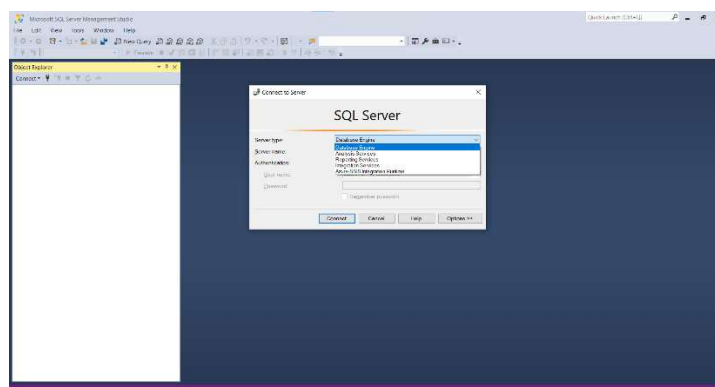 Microsoft SQL Server Management Studio
Quick Launch (Ctrl+Q)
File Edit View Tools Window Help
New Query
Execute
Object Explorer
Connect
Connect to Server
SQL Server
Server type: Database Engine
Database Engine
Server name:
Analysis Services
Reporting Services
Authentication:
Integration Services
Azure-SSIS Integration Runtime
User name:
Password:
Remember password
Connect Cancel Help Options >>